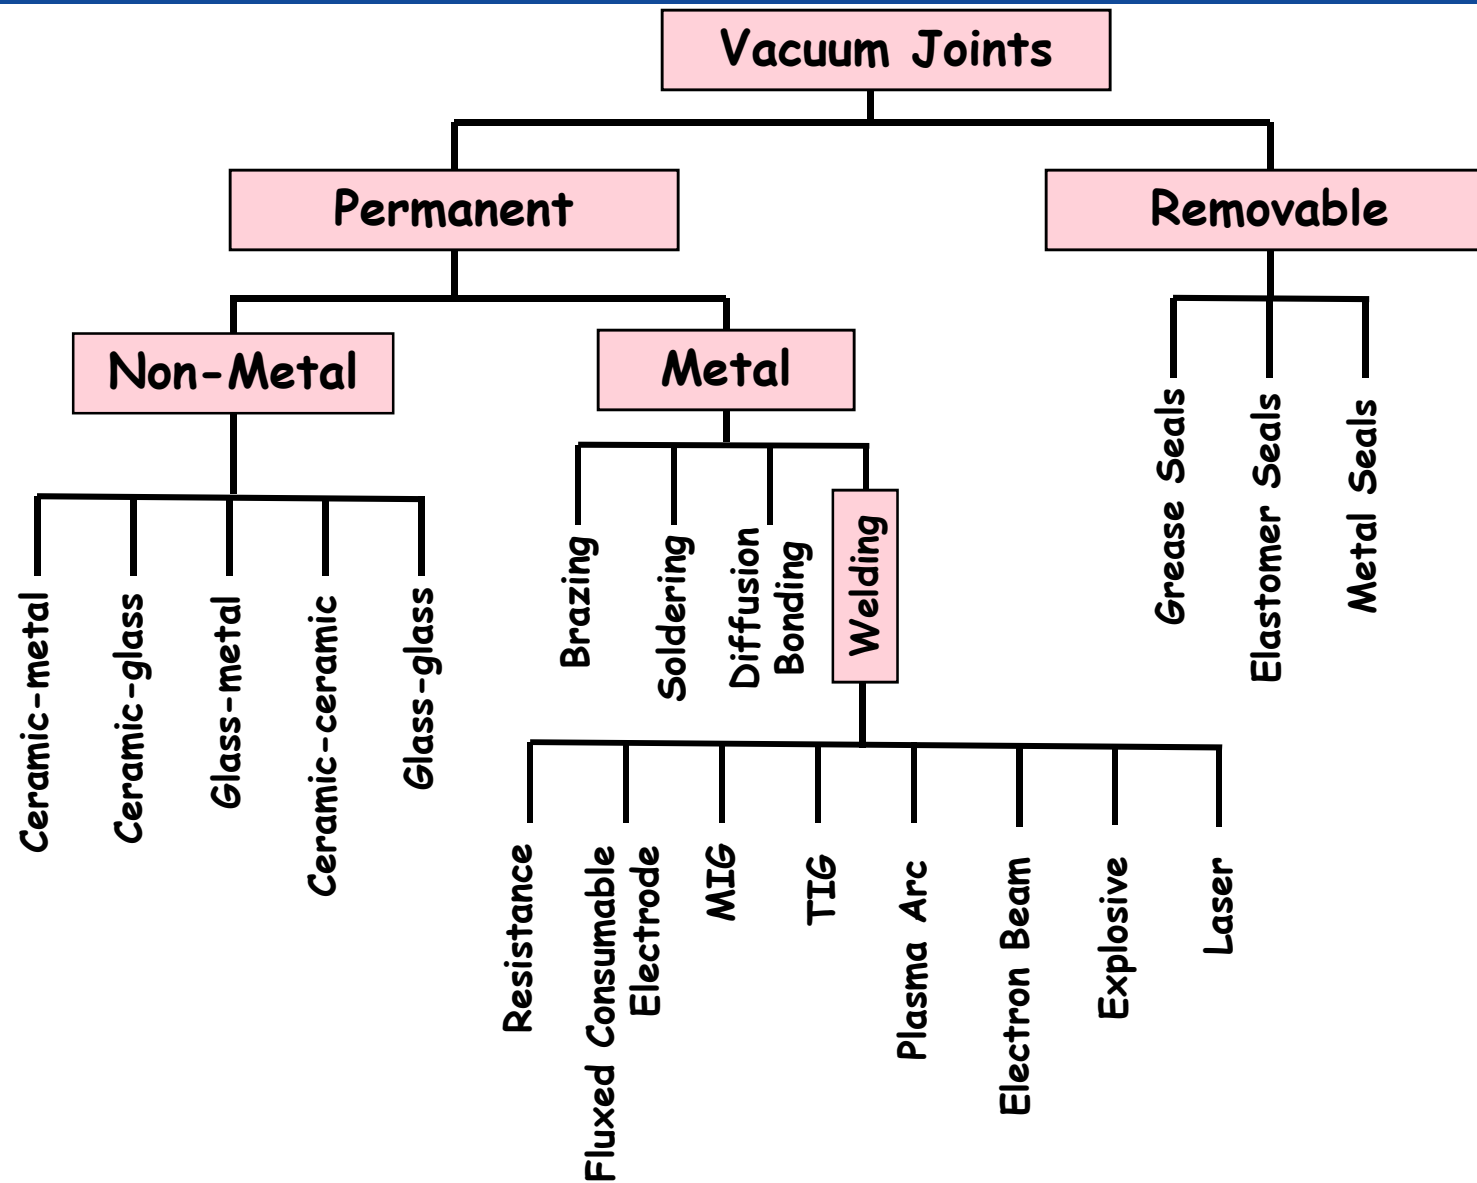 Vacuum Joints
Permanent
Removable
Non-Metal
Metal
Grease Seals
Elastomer Seals
Metal Seals
Brazing
Soldering
Diffusion
Bonding
Welding
Ceramic-metal
Ceramic-glass
Glass-metal
Ceramic-ceramic
Glass-glass
Resistance
Fluxed Consumable
Electrode
MIG
TIG
Plasma Arc
Electron Beam
Explosive
Laser